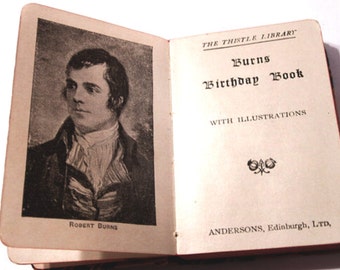 ROBERT BURNS
THE THISTLE LIBRARY
Burns
Birthday Book
WITH ILLUSTRATIONS
ANDERSONS, Edinburgh, LTD.